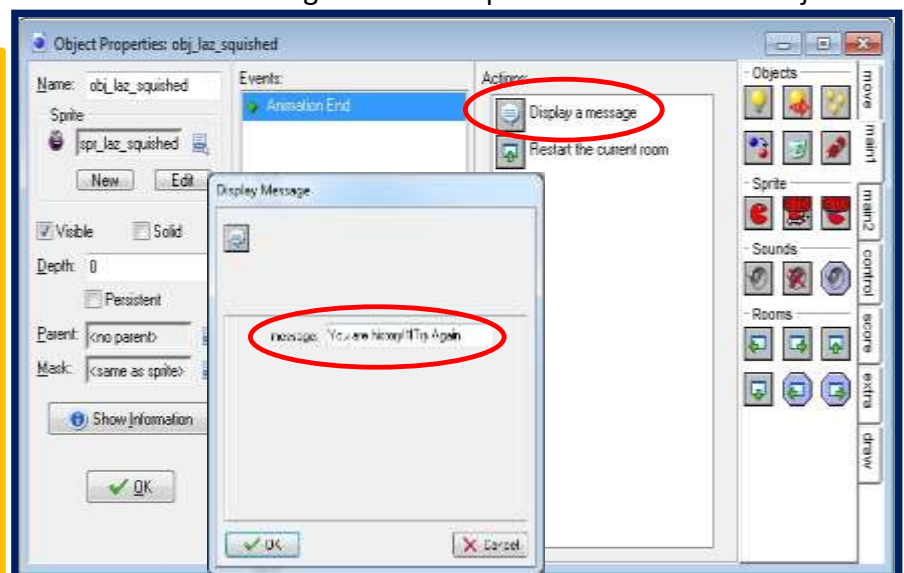 Object Properties: obj_laz_squished
Name: obj_laz_squished
Sprite
spr_laz_squished
New Edit
Visible Solid
Depth: 0
Persistent
Parent: <no parent>
Mask: <same as sprite>
Show Information
OK
Events:
Animation End
Actions:
Display a message
Restart the current room
Display Message
message: You are history!!! Try Again
OK Cancel
Objects
Sprite
Sounds
Rooms
move
main1
main2
control
score
extra
draw